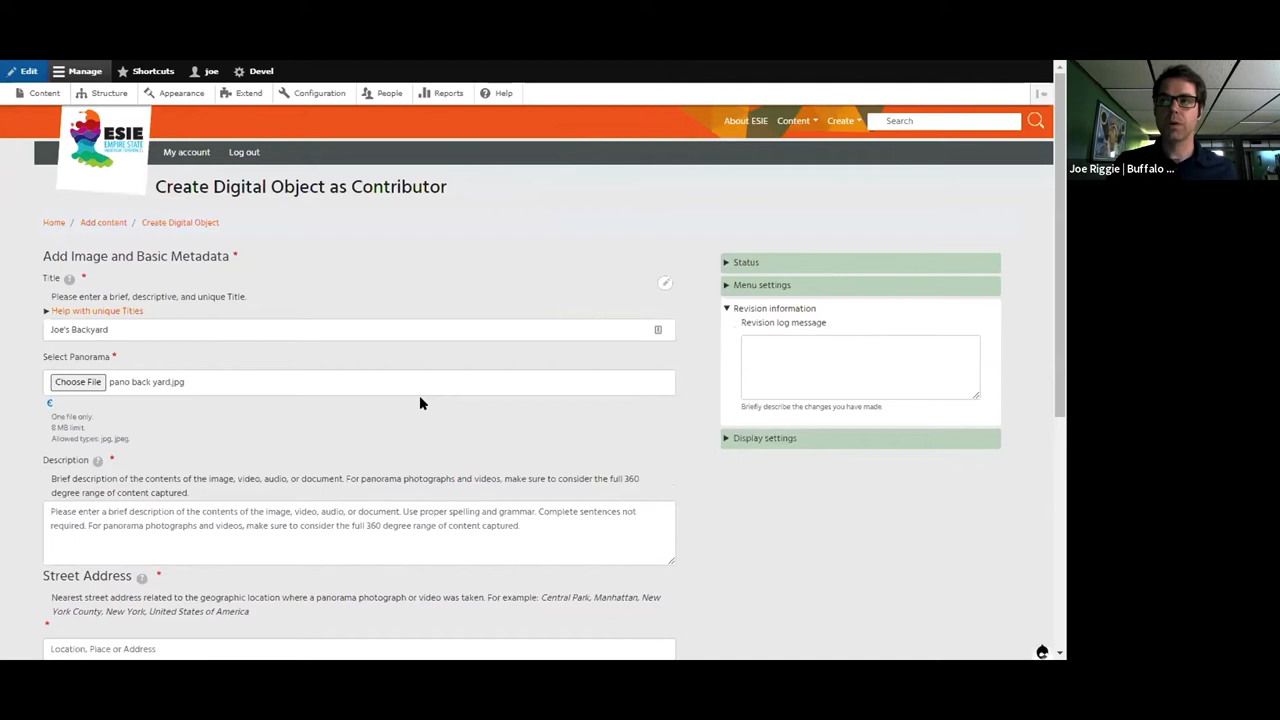 Edit Manage Shortcuts joe Devel
Content Structure Appearance Extend Configuration People Reports Help
ESIE
EMPIRE STATE
About ESIE Content Create Search
My account Log out
Joe Riggie | Buffalo ...
Create Digital Object as Contributor
Home / Add content / Create Digital Object
Add Image and Basic Metadata *
Title ? *
Please enter a brief, descriptive, and unique Title.
Help with unique Titles
Joe's Backyard
Select Panorama *
Choose File pano back yard.jpg
€
One file only.
8 MB limit.
Allowed types: jpg, jpeg.
Description ? *
Brief description of the contents of the image, video, audio, or document. For panorama photographs and videos, make sure to consider the full 360
degree range of content captured.
Please enter a brief description of the contents of the image, video, audio, or document. Use proper spelling and grammar. Complete sentences not
required. For panorama photographs and videos, make sure to consider the full 360 degree range of content captured.
Street Address ? *
Nearest street address related to the geographic location where a panorama photograph or video was taken. For example: Central Park, Manhattan, New
York County, New York, United States of America
*
Location, Place or Address
Status
Menu settings
Revision information
Revision log message
Briefly describe the changes you have made.
Display settings